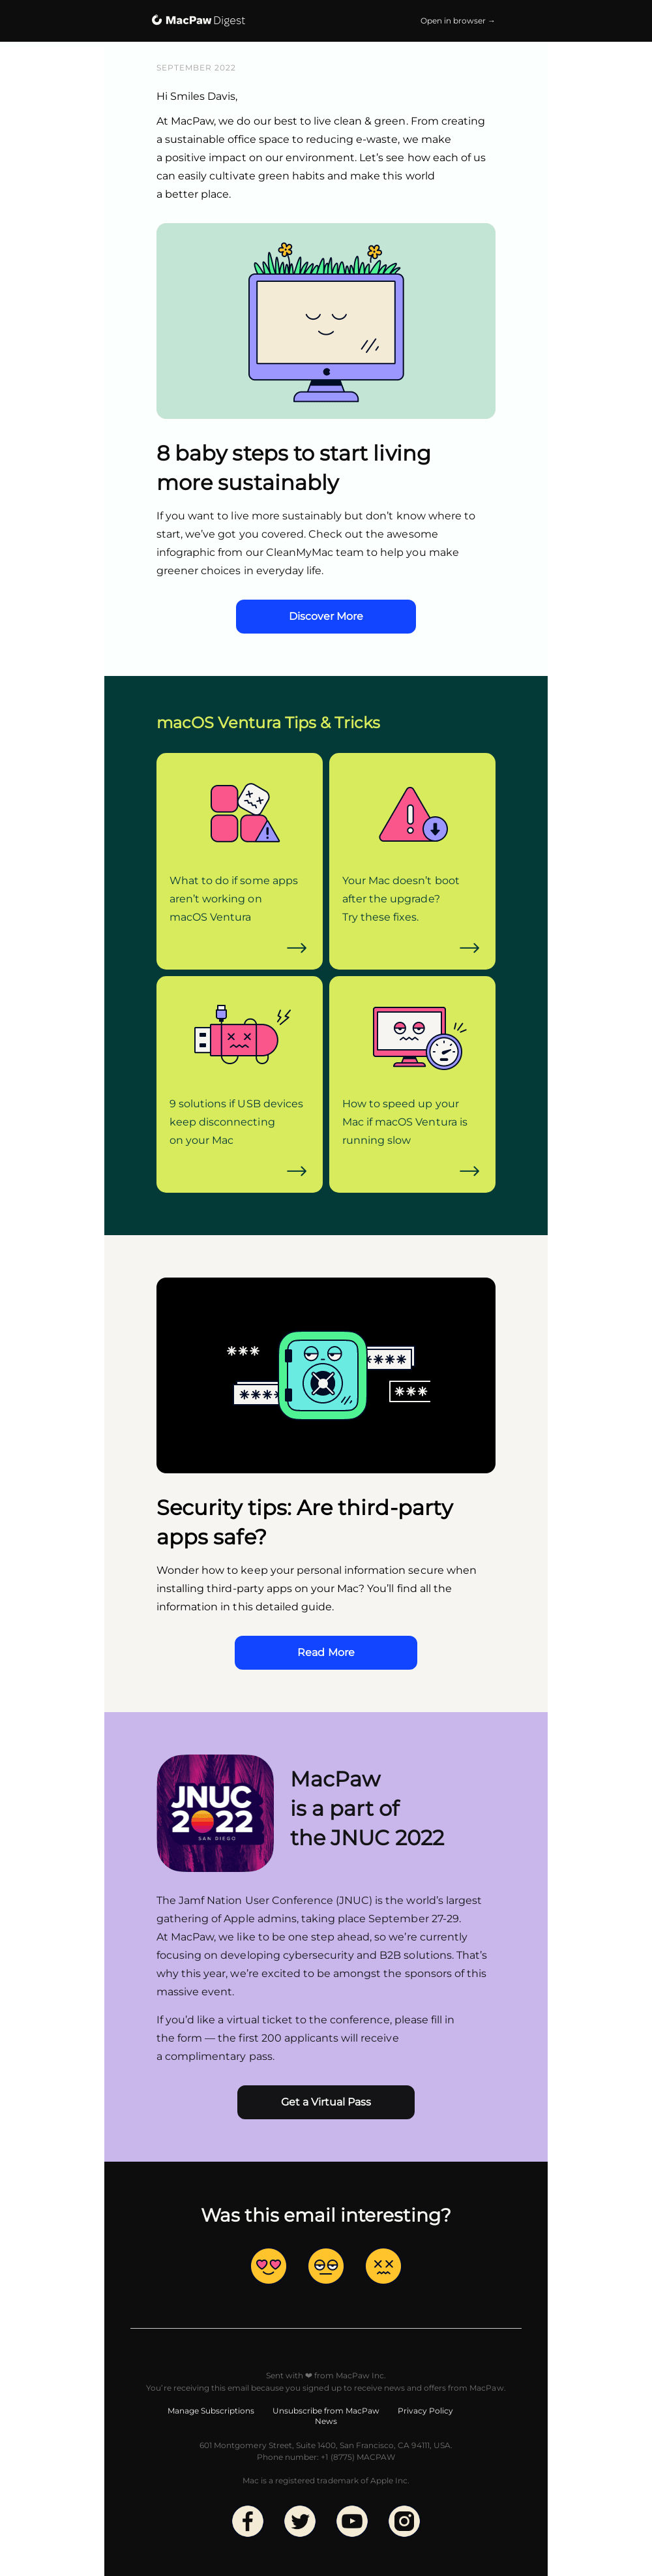 MacPaw Digest
Open in browser →
SEPTEMBER 2022
Hi Smiles Davis,
At MacPaw, we do our best to live clean & green. From creating
a sustainable office space to reducing e-waste, we make
a positive impact on our environment. Let's see how each of us
can easily cultivate green habits and make this world
a better place.
8 baby steps to start living
more sustainably
If you want to live more sustainably but don't know where to
start, we've got you covered. Check out the awesome
infographic from our CleanMyMac team to help you make
greener choices in everyday life.
Discover More
macOS Ventura Tips & Tricks
What to do if some apps
aren't working on
macOS Ventura
Your Mac doesn't boot
after the upgrade?
Try these fixes.
9 solutions if USB devices
keep disconnecting
on your Mac
How to speed up your
Mac if macOS Ventura is
running slow
Security tips: Are third-party
apps safe?
Wonder how to keep your personal information secure when
installing third-party apps on your Mac? You'll find all the
information in this detailed guide.
Read More
JNUC
2022
SAN DIEGO
MacPaw
is a part of
the JNUC 2022
The Jamf Nation User Conference (JNUC) is the world's largest
gathering of Apple admins, taking place September 27-29.
At MacPaw, we like to be one step ahead, so we're currently
focusing on developing cybersecurity and B2B solutions. That's
why this year, we're excited to be amongst the sponsors of this
massive event.
If you'd like a virtual ticket to the conference, please fill in
the form — the first 200 applicants will receive
a complimentary pass.
Get a Virtual Pass
Was this email interesting?
Sent with ❤ from MacPaw Inc.
You're receiving this email because you signed up to receive news and offers from MacPaw.
Manage Subscriptions
Unsubscribe from MacPaw
News
Privacy Policy
601 Montgomery Street, Suite 1400, San Francisco, CA 94111, USA.
Phone number: +1 (8775) MACPAW
Mac is a registered trademark of Apple Inc.